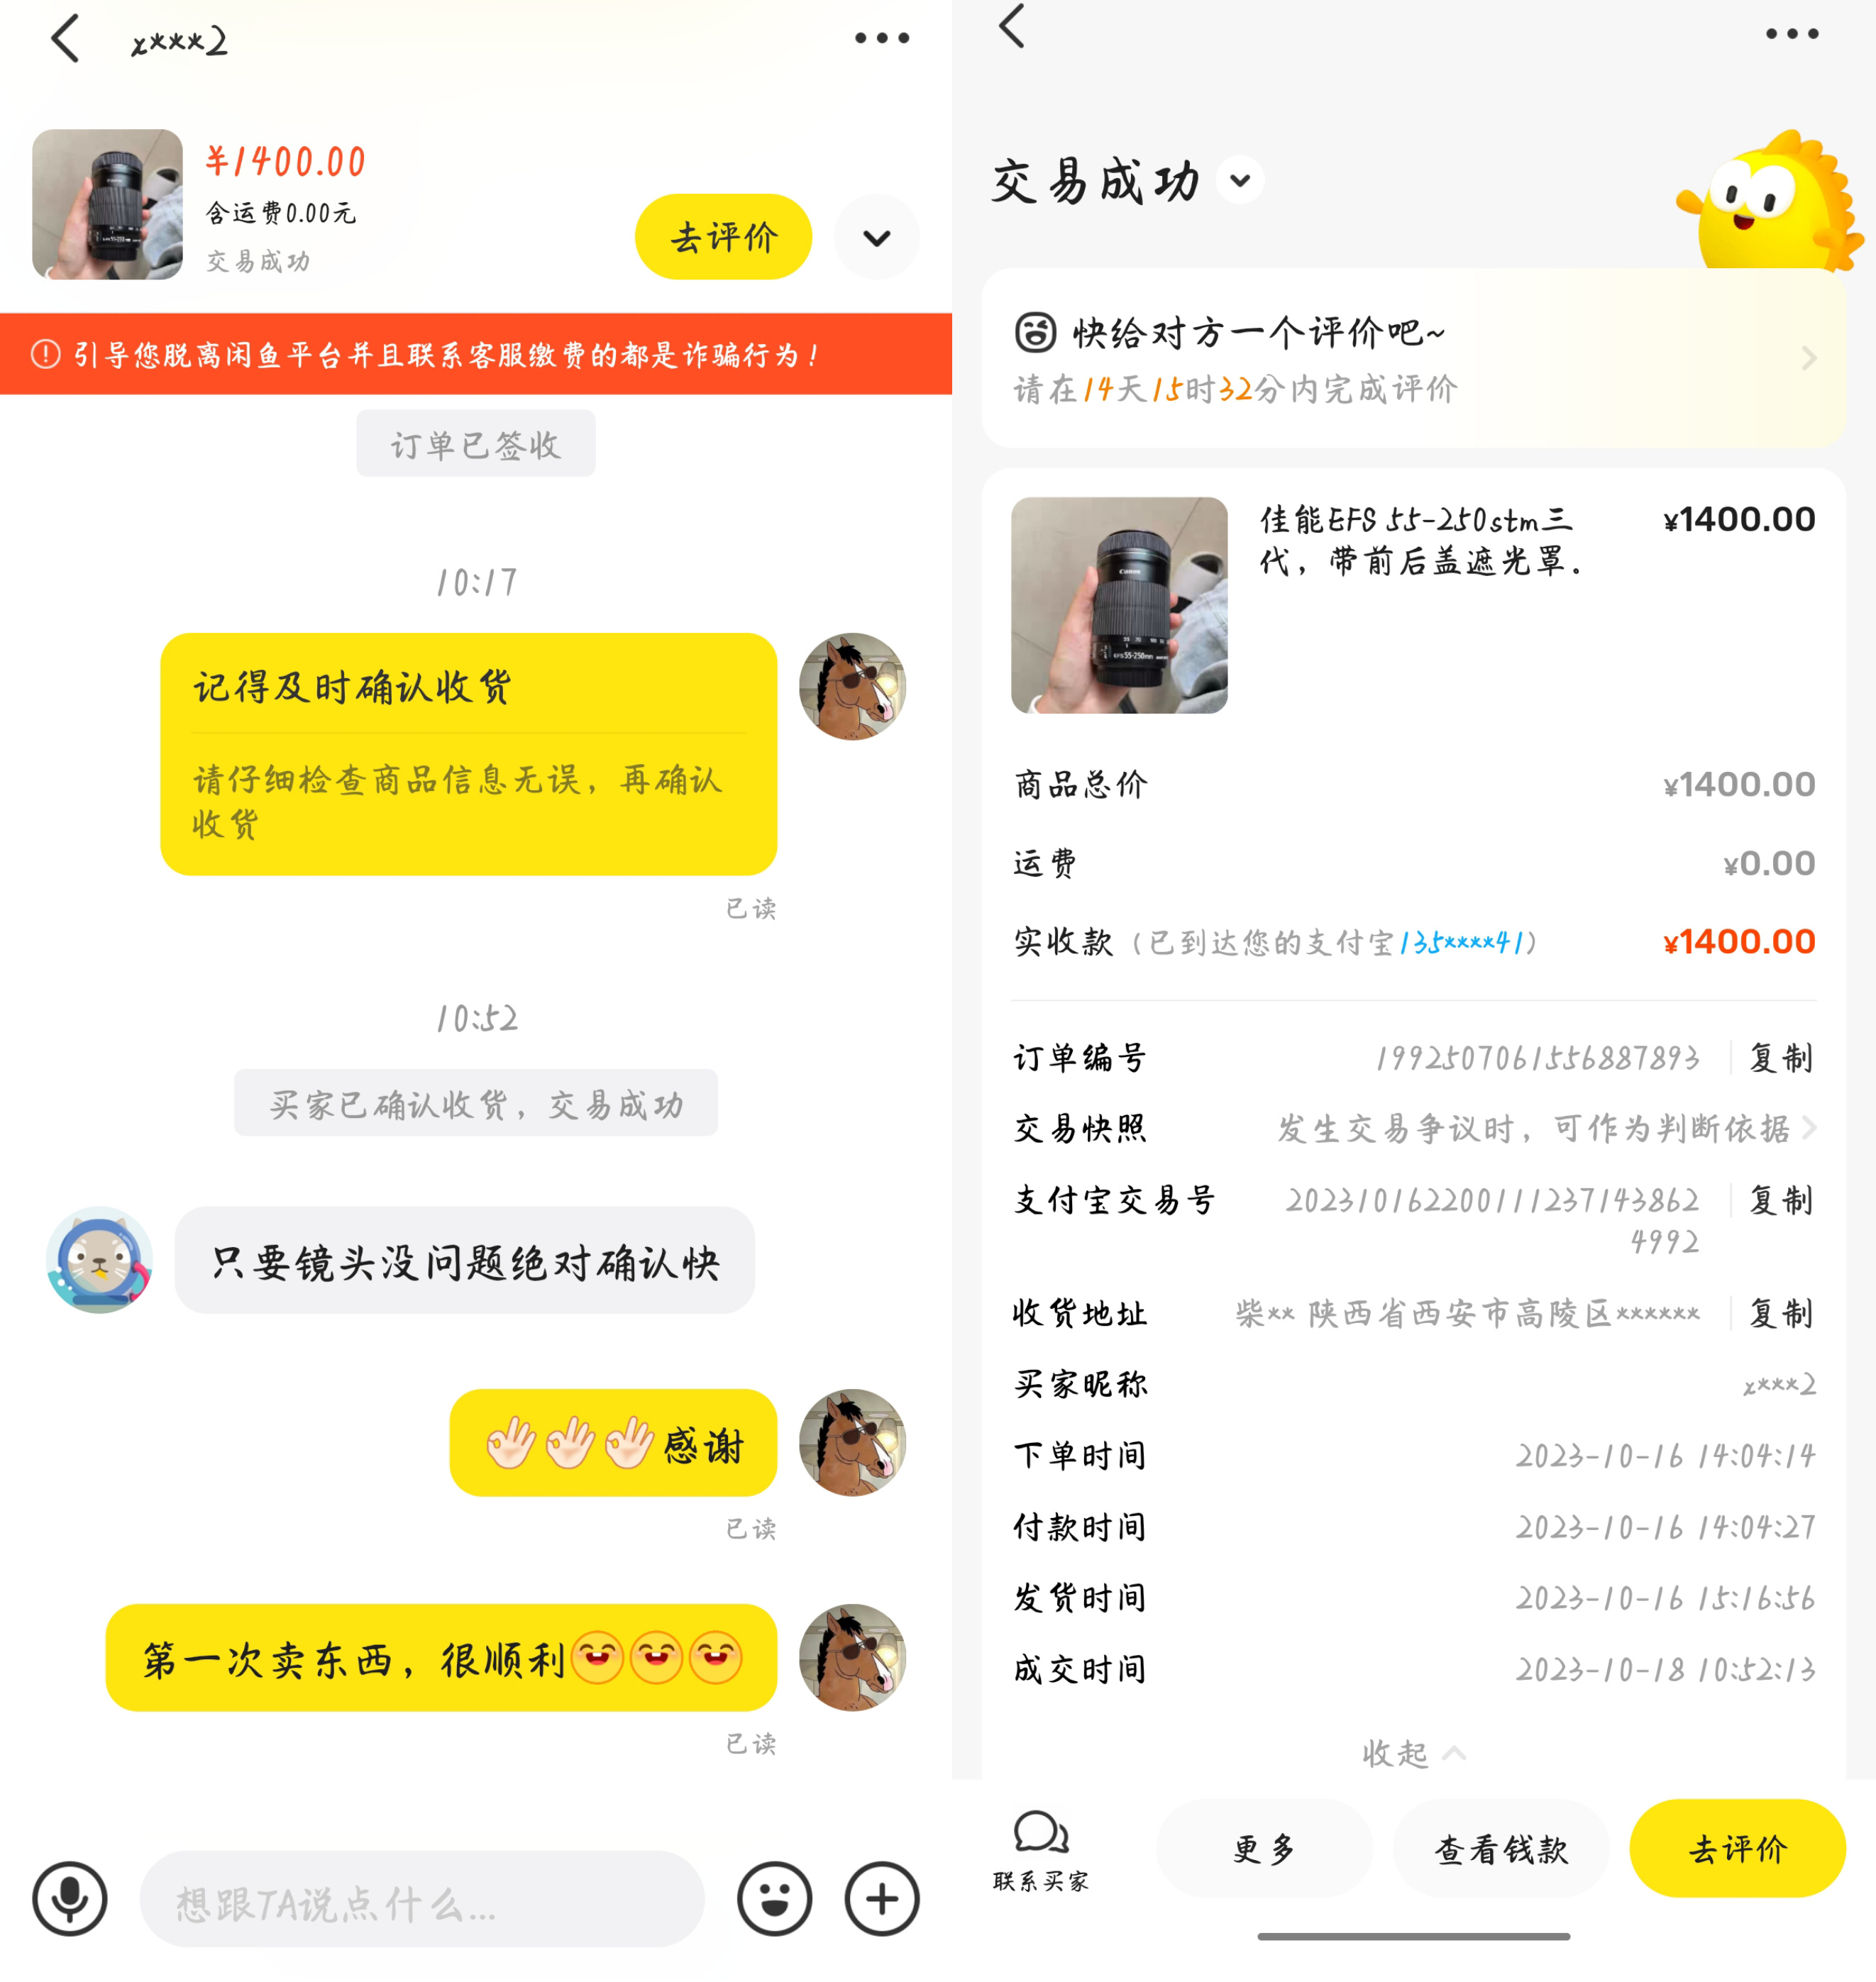 x***2
¥1400.00
含运费0.00元
交易成功
去评价
引导您脱离闲鱼平台并且联系客服缴费的都是诈骗行为!
订单已签收
10:17
记得及时确认收货
请仔细检查商品信息无误，再确认
收货
已读
10:52
买家已确认收货，交易成功
只要镜头没问题绝对确认快
👌👌👌感谢
已读
第一次卖东西，很顺利😁😁😁
已读
想跟TA说点什么...
交易成功
快给对方一个评价吧~
请在14天15时32分内完成评价
佳能EFS 55-250stm三
代，带前后盖遮光罩.
¥1400.00
Canon
EFS 55-250mm
商品总价
¥1400.00
运费
¥0.00
实收款（已到达您的支付宝135****41）
¥1400.00
订单编号
1992507061556887893
复制
交易快照
发生交易争议时，可作为判断依据
支付宝交易号
202310162200111237143862
4992
复制
收货地址
柴** 陕西省西安市高陵区******
复制
买家昵称
x***2
下单时间
2023-10-16 14:04:14
付款时间
2023-10-16 14:04:27
发货时间
2023-10-16 15:16:56
成交时间
2023-10-18 10:52:13
收起
联系买家
更多
查看钱款
去评价